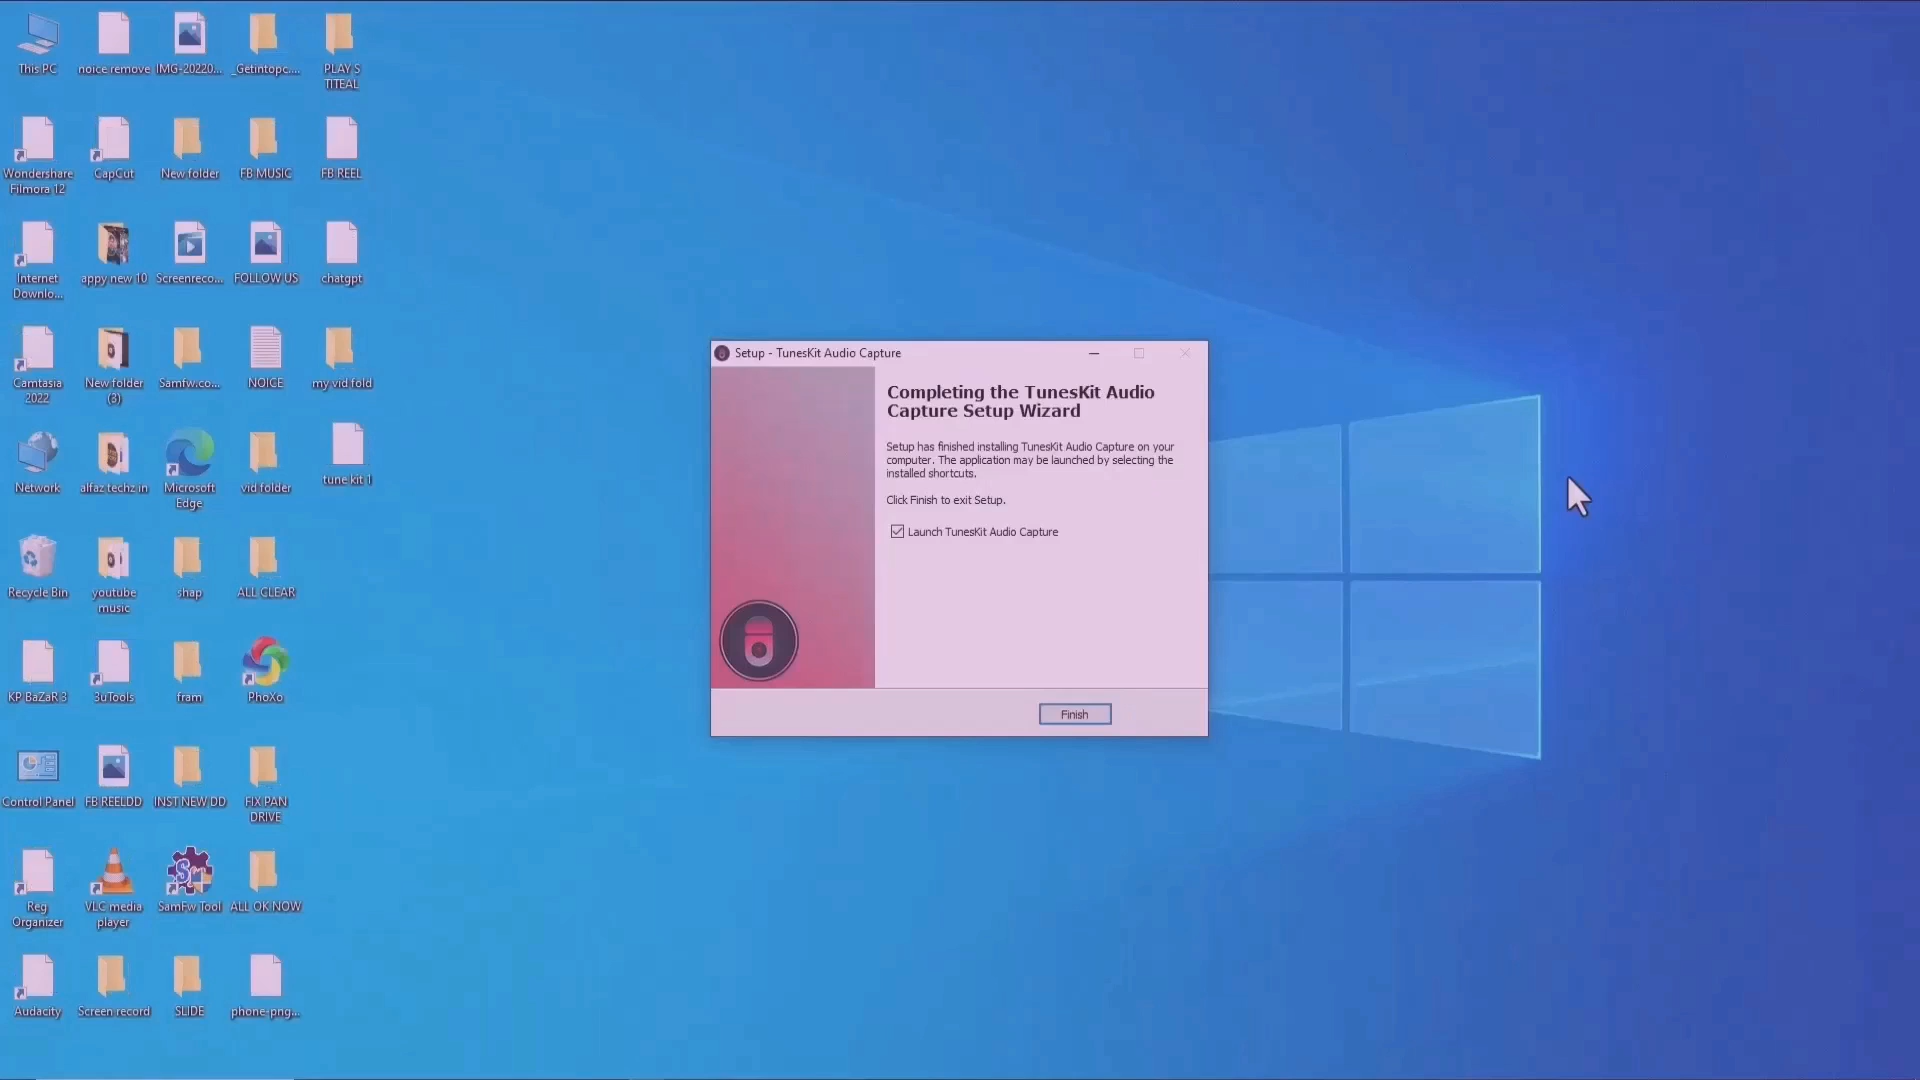 This PC
noice remove
IMG-20220...
_Getintopc....
PLAY S
TITEAL
Wondershare
Filmora 12
CapCut
New folder
FB MUSIC
FB REEL
Internet
Downlo...
appy new 10
Screenreco...
FOLLOW US
chatgpt
Camtasia
2022
New folder
(3)
Samfw.co...
NOICE
my vid fold
Network
alfaz techz in
Microsoft
Edge
vid folder
tune kit 1
Recycle Bin
youtube
music
shap
ALL CLEAR
KP BaZaR 3
3uTools
fram
PhoXo
Control Panel
FB REELDD
INST NEW DD
FIX PAN
DRIVE
Reg
Organizer
VLC media
player
SamFw Tool
ALL OK NOW
Audacity
Screen record
SLIDE
phone-png...
Setup - TunesKit Audio Capture
Completing the TunesKit Audio
Capture Setup Wizard
Setup has finished installing TunesKit Audio Capture on your
computer. The application may be launched by selecting the
installed shortcuts.
Click Finish to exit Setup.
Launch TunesKit Audio Capture
Finish